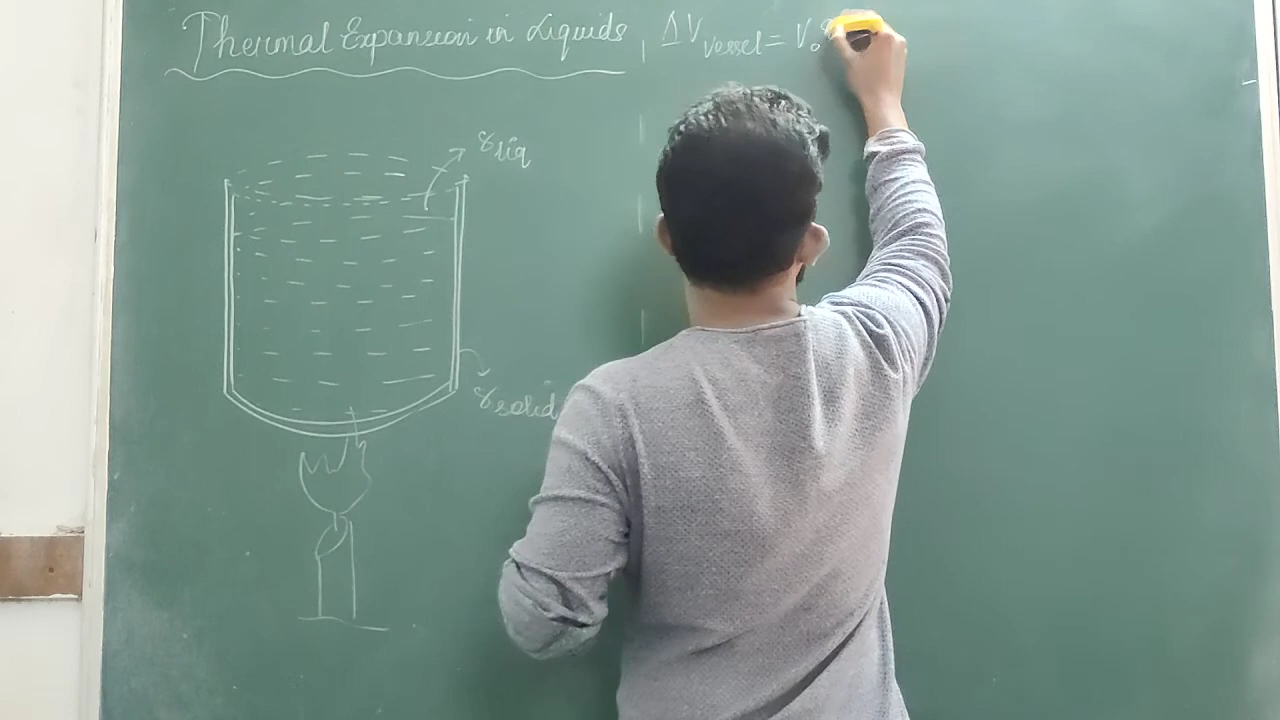 Thermal Expansion in Liquids
ΔV vessel = V₀
γ liq
γ solid